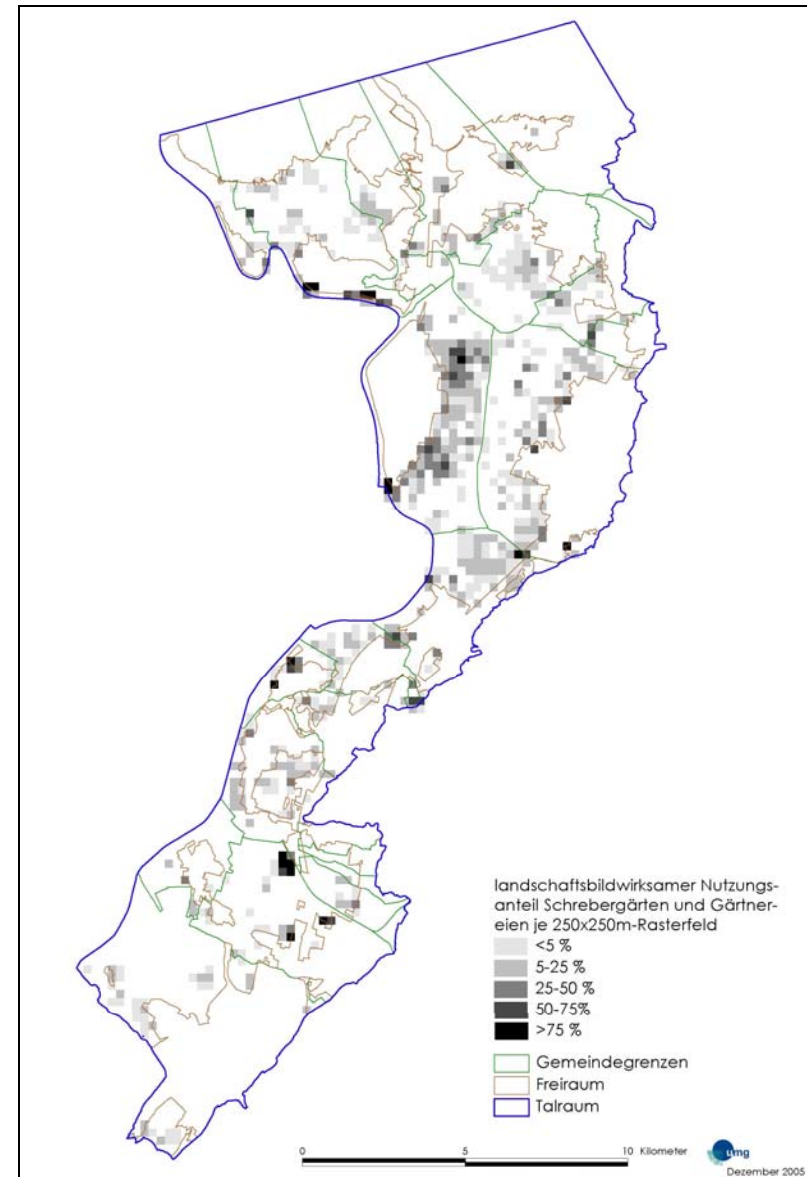 landschaftsbildwirksamer Nutzungs-
anteil Schrebergärten und Gärtner-
eien je 250x250m-Rasterfeld
<5 %
5-25 %
25-50 %
50-75%
>75 %
Gemeindegrenzen
Freiraum
Talraum
0 5 10 Kilometer
umg
Dezember 2005